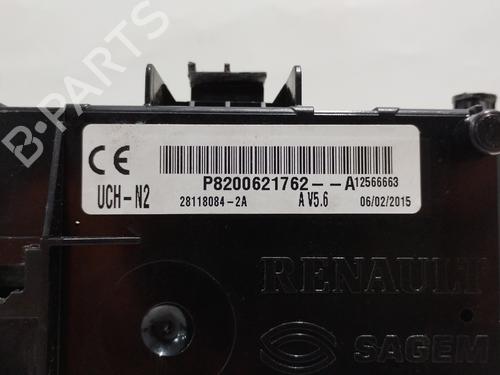 B-PARTS
CE
P8200621762--A12566663
UCH-N2
28118084-2A
A V5.6
06/02/2015
RENAULT
SAGEM